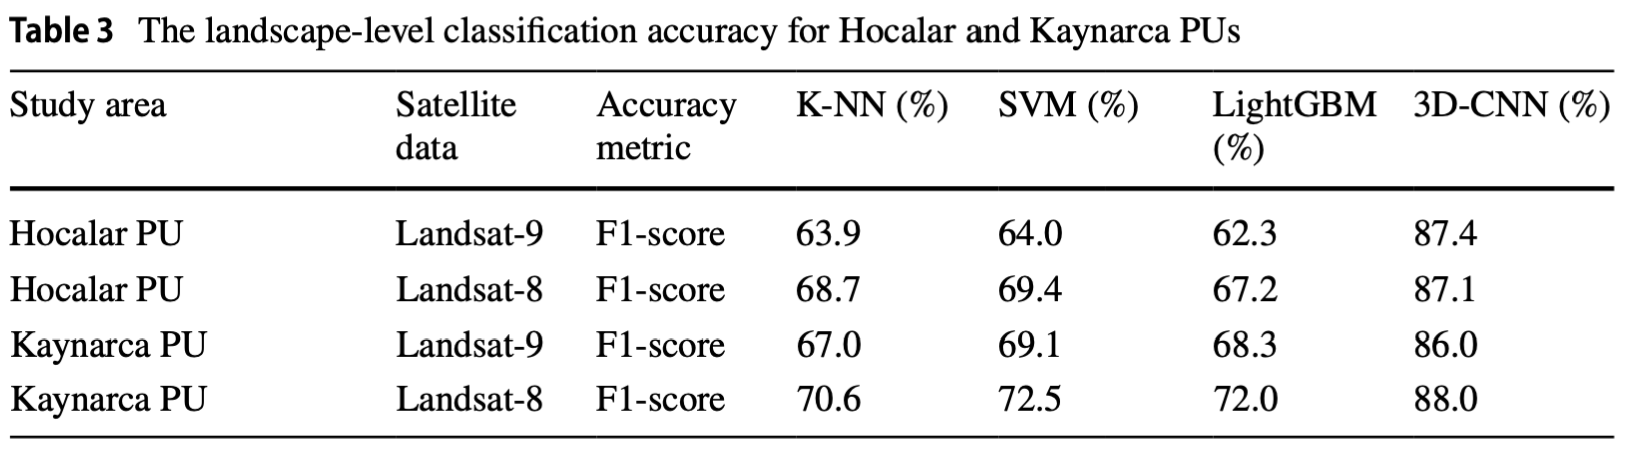 Table 3 The landscape-level classification accuracy for Hocalar and Kaynarca PUs
Study area Satellite data Accuracy metric K-NN (%) SVM (%) LightGBM (%) 3D-CNN (%)
Hocalar PU Landsat-9 F1-score 63.9 64.0 62.3 87.4
Hocalar PU Landsat-8 F1-score 68.7 69.4 67.2 87.1
Kaynarca PU Landsat-9 F1-score 67.0 69.1 68.3 86.0
Kaynarca PU Landsat-8 F1-score 70.6 72.5 72.0 88.0